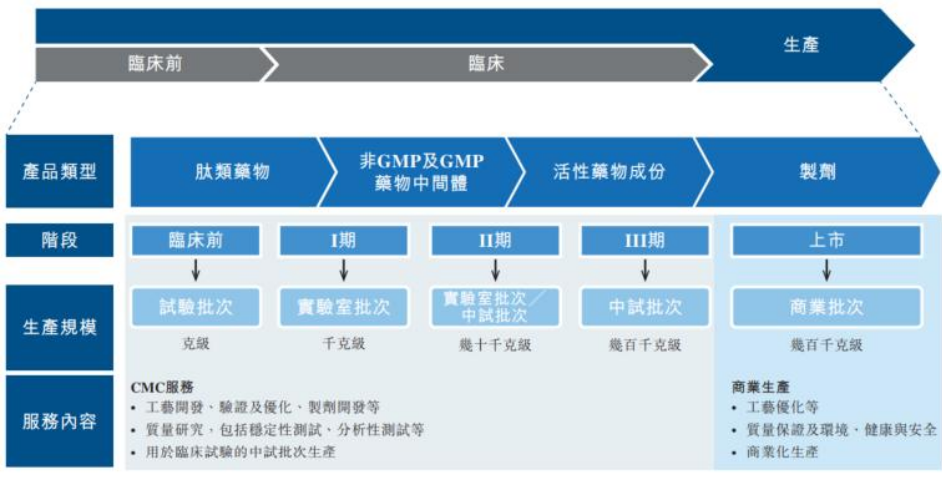 生產
臨床前
臨床
產品類型
肽類藥物
非GMP及GMP
藥物中間體
活性藥物成份
製劑
階段
臨床前
I期
II期
III期
上市
生產規模
試驗批次
實驗室批次
實驗室批次／
中試批次
中試批次
商業批次
克級
千克級
幾十千克級
幾百千克級
幾百千克級
服務內容
CMC服務
• 工藝開發、驗證及優化、製劑開發等
• 質量研究，包括穩定性測試、分析性測試等
• 用於臨床試驗的中試批次生產
商業生產
• 工藝優化等
• 質量保證及環境、健康與安全
• 商業化生產